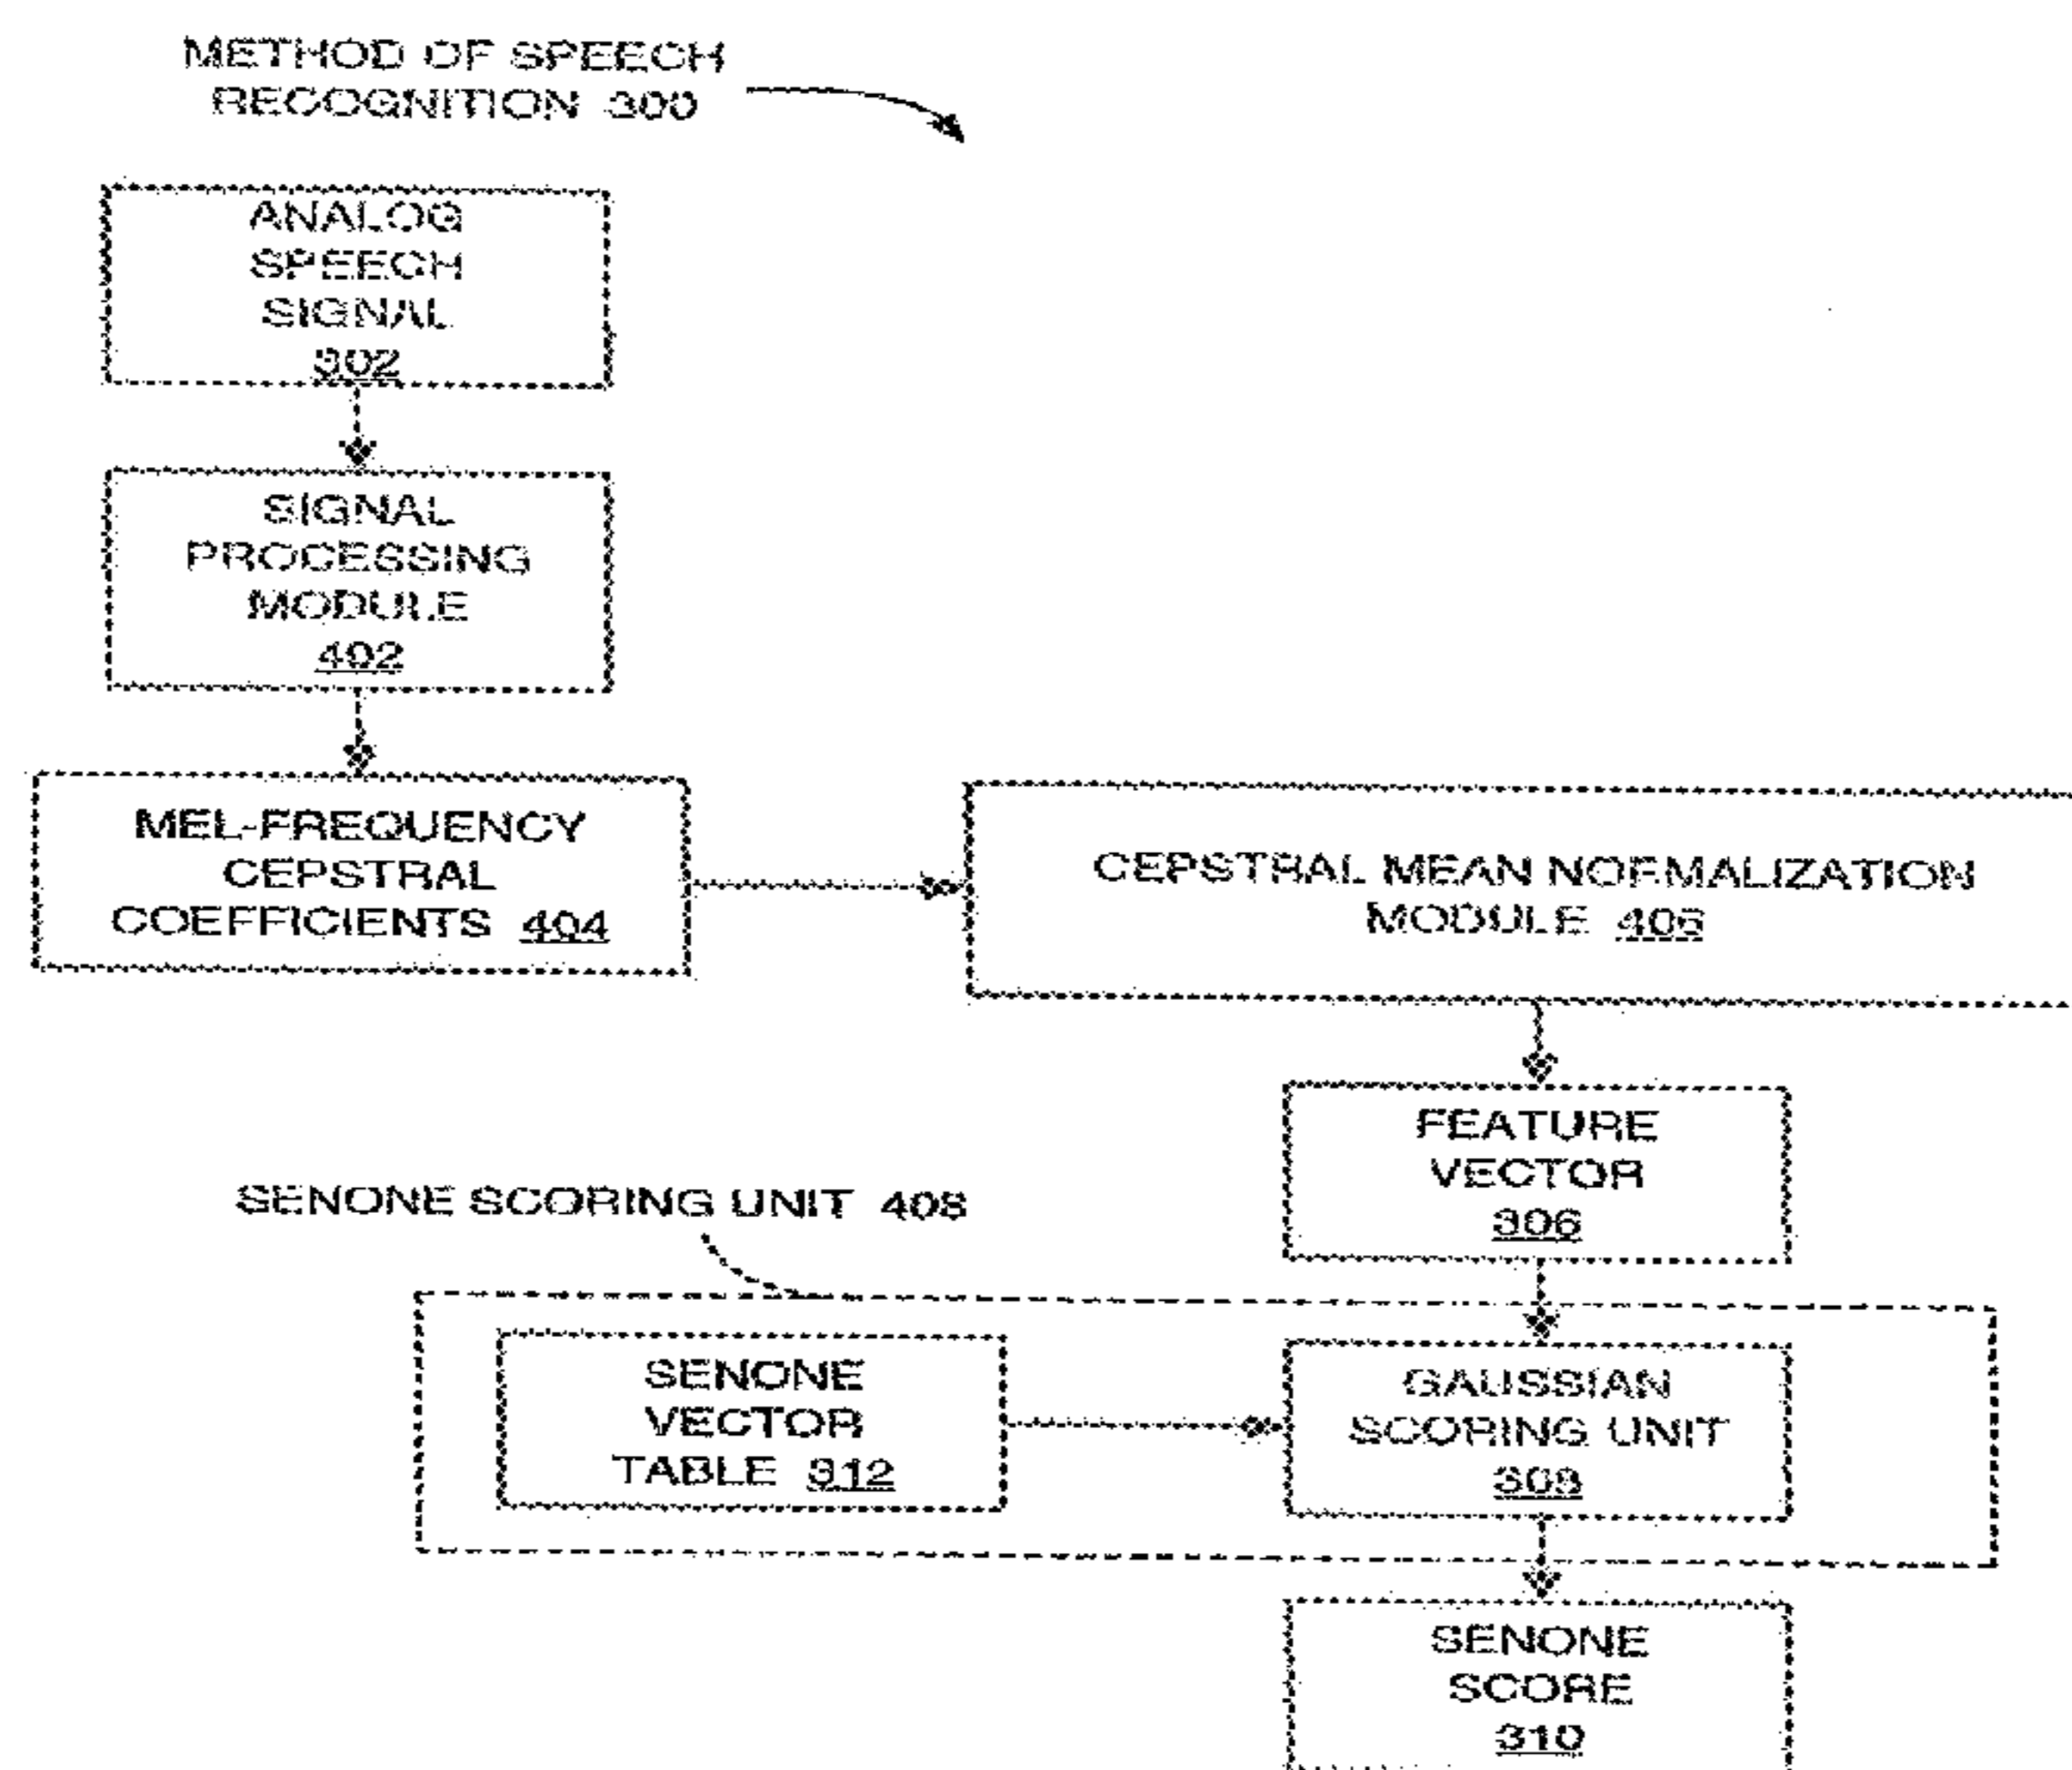 METHOD OF SPEECH
RECOGNITION 300
ANALOG
SPEECH
SIGNAL
302
SIGNAL
PROCESSING
MODULE
402
MEL-FREQUENCY
CEPSTRAL
COEFFICIENTS 404
CEPSTRAL MEAN NORMALIZATION
MODULE 406
FEATURE
VECTOR
306
SENONE SCORING UNIT 408
SENONE
VECTOR
TABLE 312
GAUSSIAN
SCORING UNIT
308
SENONE
SCORE
310